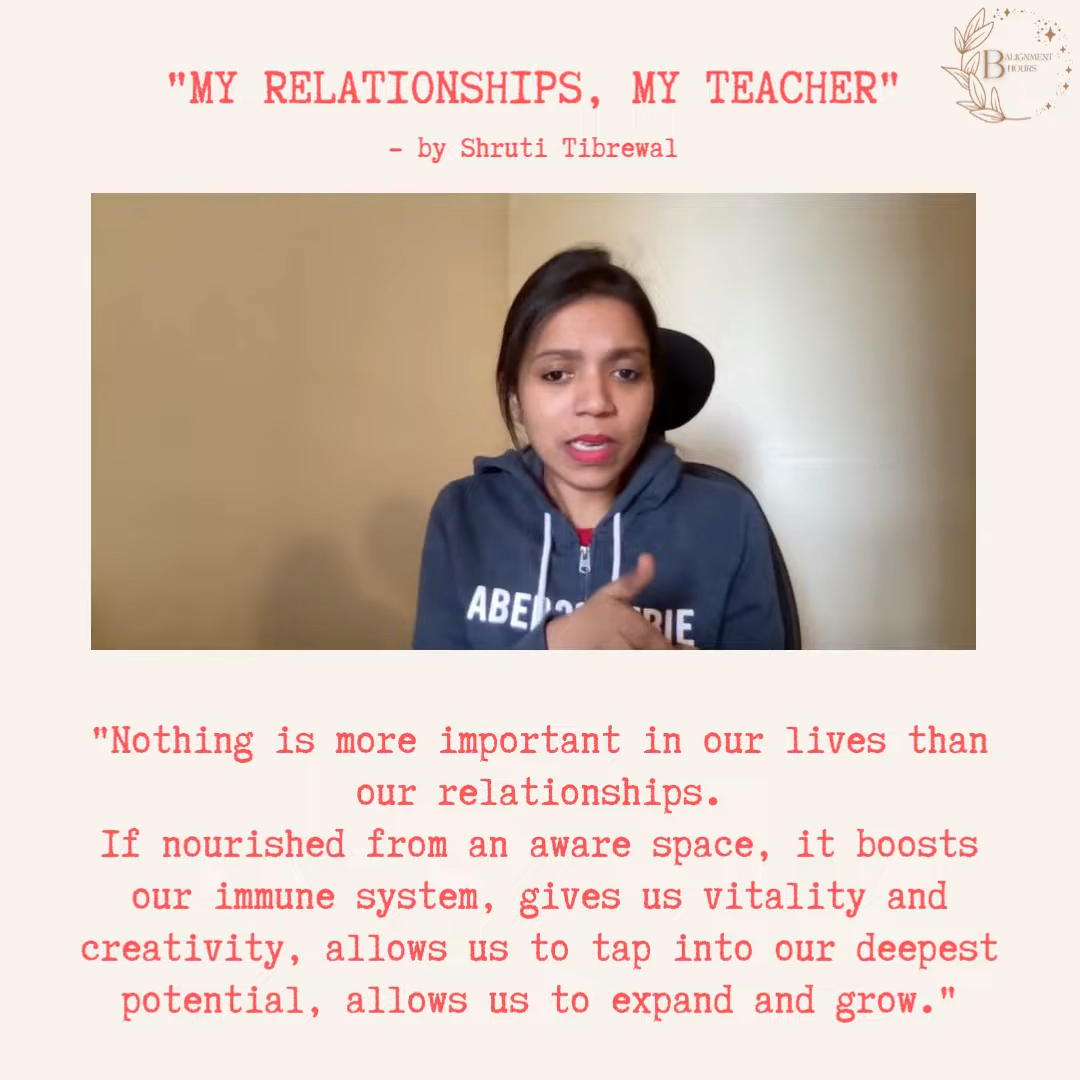 B ALIGNMENT
HOURS
"MY RELATIONSHIPS, MY TEACHER"
- by Shruti Tibrewal
"Nothing is more important in our lives than
our relationships.
If nourished from an aware space, it boosts
our immune system, gives us vitality and
creativity, allows us to tap into our deepest
potential, allows us to expand and grow."